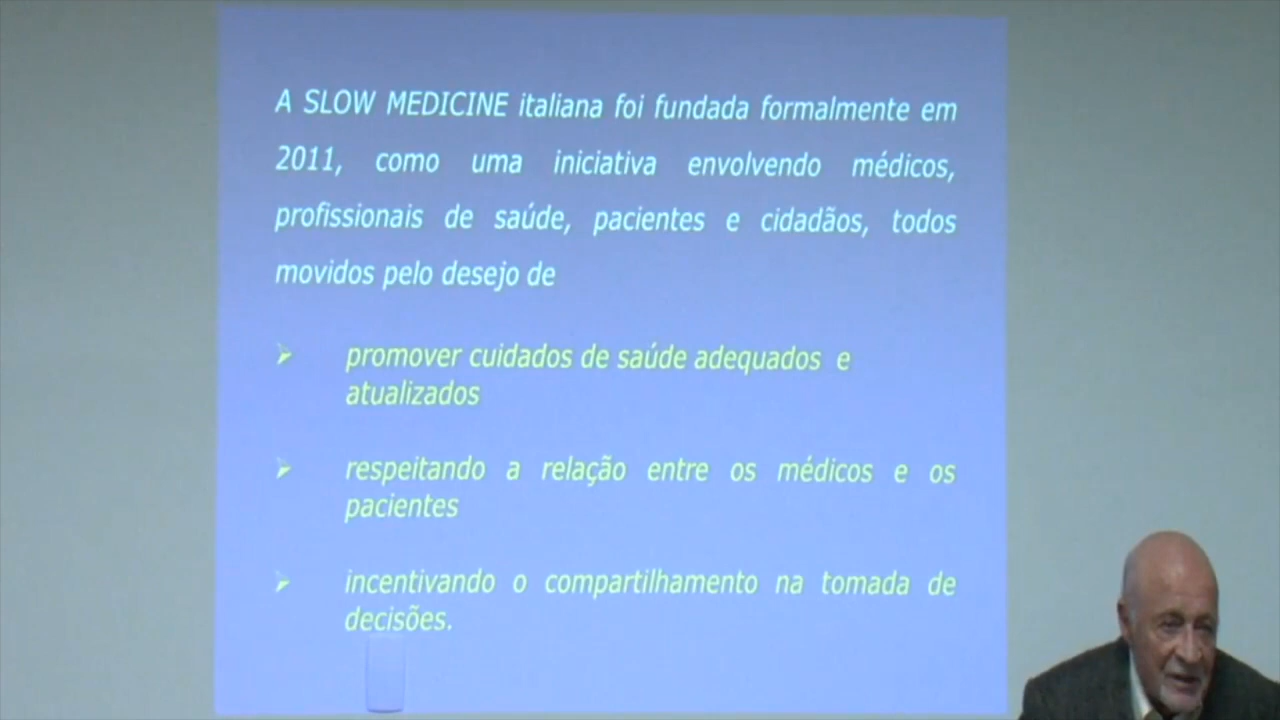 A SLOW MEDICINE italiana foi fundada formalmente em
2011, como uma iniciativa envolvendo médicos,
profissionais de saúde, pacientes e cidadãos, todos
movidos pelo desejo de
promover cuidados de saúde adequados e
atualizados
respeitando a relação entre os médicos e os
pacientes
incentivando o compartilhamento na tomada de
decisões.